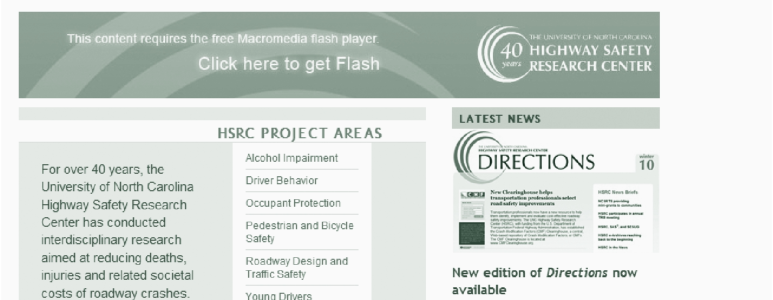 This content requires the free Macromedia flash player.
Click here to get Flash
40
years
THE UNIVERSITY OF NORTH CAROLINA
HIGHWAY SAFETY
RESEARCH CENTER
HSRC PROJECT AREAS
For over 40 years, the
University of North Carolina
Highway Safety Research
Center has conducted
interdisciplinary research
aimed at reducing deaths,
injuries and related societal
costs of roadway crashes.
Alcohol Impairment
Driver Behavior
Occupant Protection
Pedestrian and Bicycle
Safety
Roadway Design and
Traffic Safety
Young Drivers
LATEST NEWS
DIRECTIONS
winter
10
New Clearinghouse helps
transportation professionals select
road safety improvements
HSRC News Briefs
New edition of Directions now
available